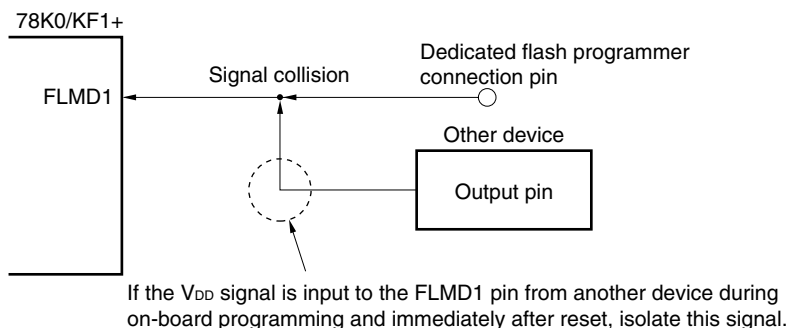 78K0/KF1+
Dedicated flash programmer
connection pin
Signal collision
FLMD1
Other device
Output pin
If the VDD signal is input to the FLMD1 pin from another device during
on-board programming and immediately after reset, isolate this signal.